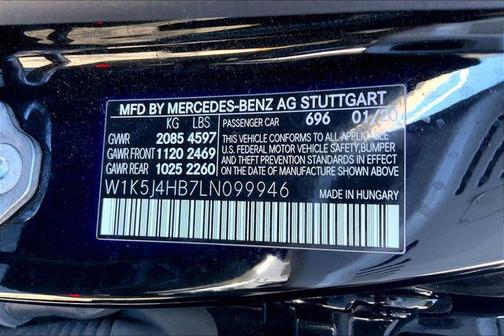 MFD BY MERCEDES-BENZ AG STUTTGART
KG LBS
GVWR 2085 4597
GAWR FRONT 1120 2469
GAWR REAR 1025 2260
PASSENGER CAR 696 01/20
THIS VEHICLE CONFORMS TO ALL APPLICABLE
U.S. FEDERAL MOTOR VEHICLE SAFETY, BUMPER
AND THEFT PREVENTION STANDARDS IN EFFECT
ON THE DATE OF MANUFACTURE SHOWN ABOVE.
W1K5J4HB7LN099946
MADE IN HUNGARY